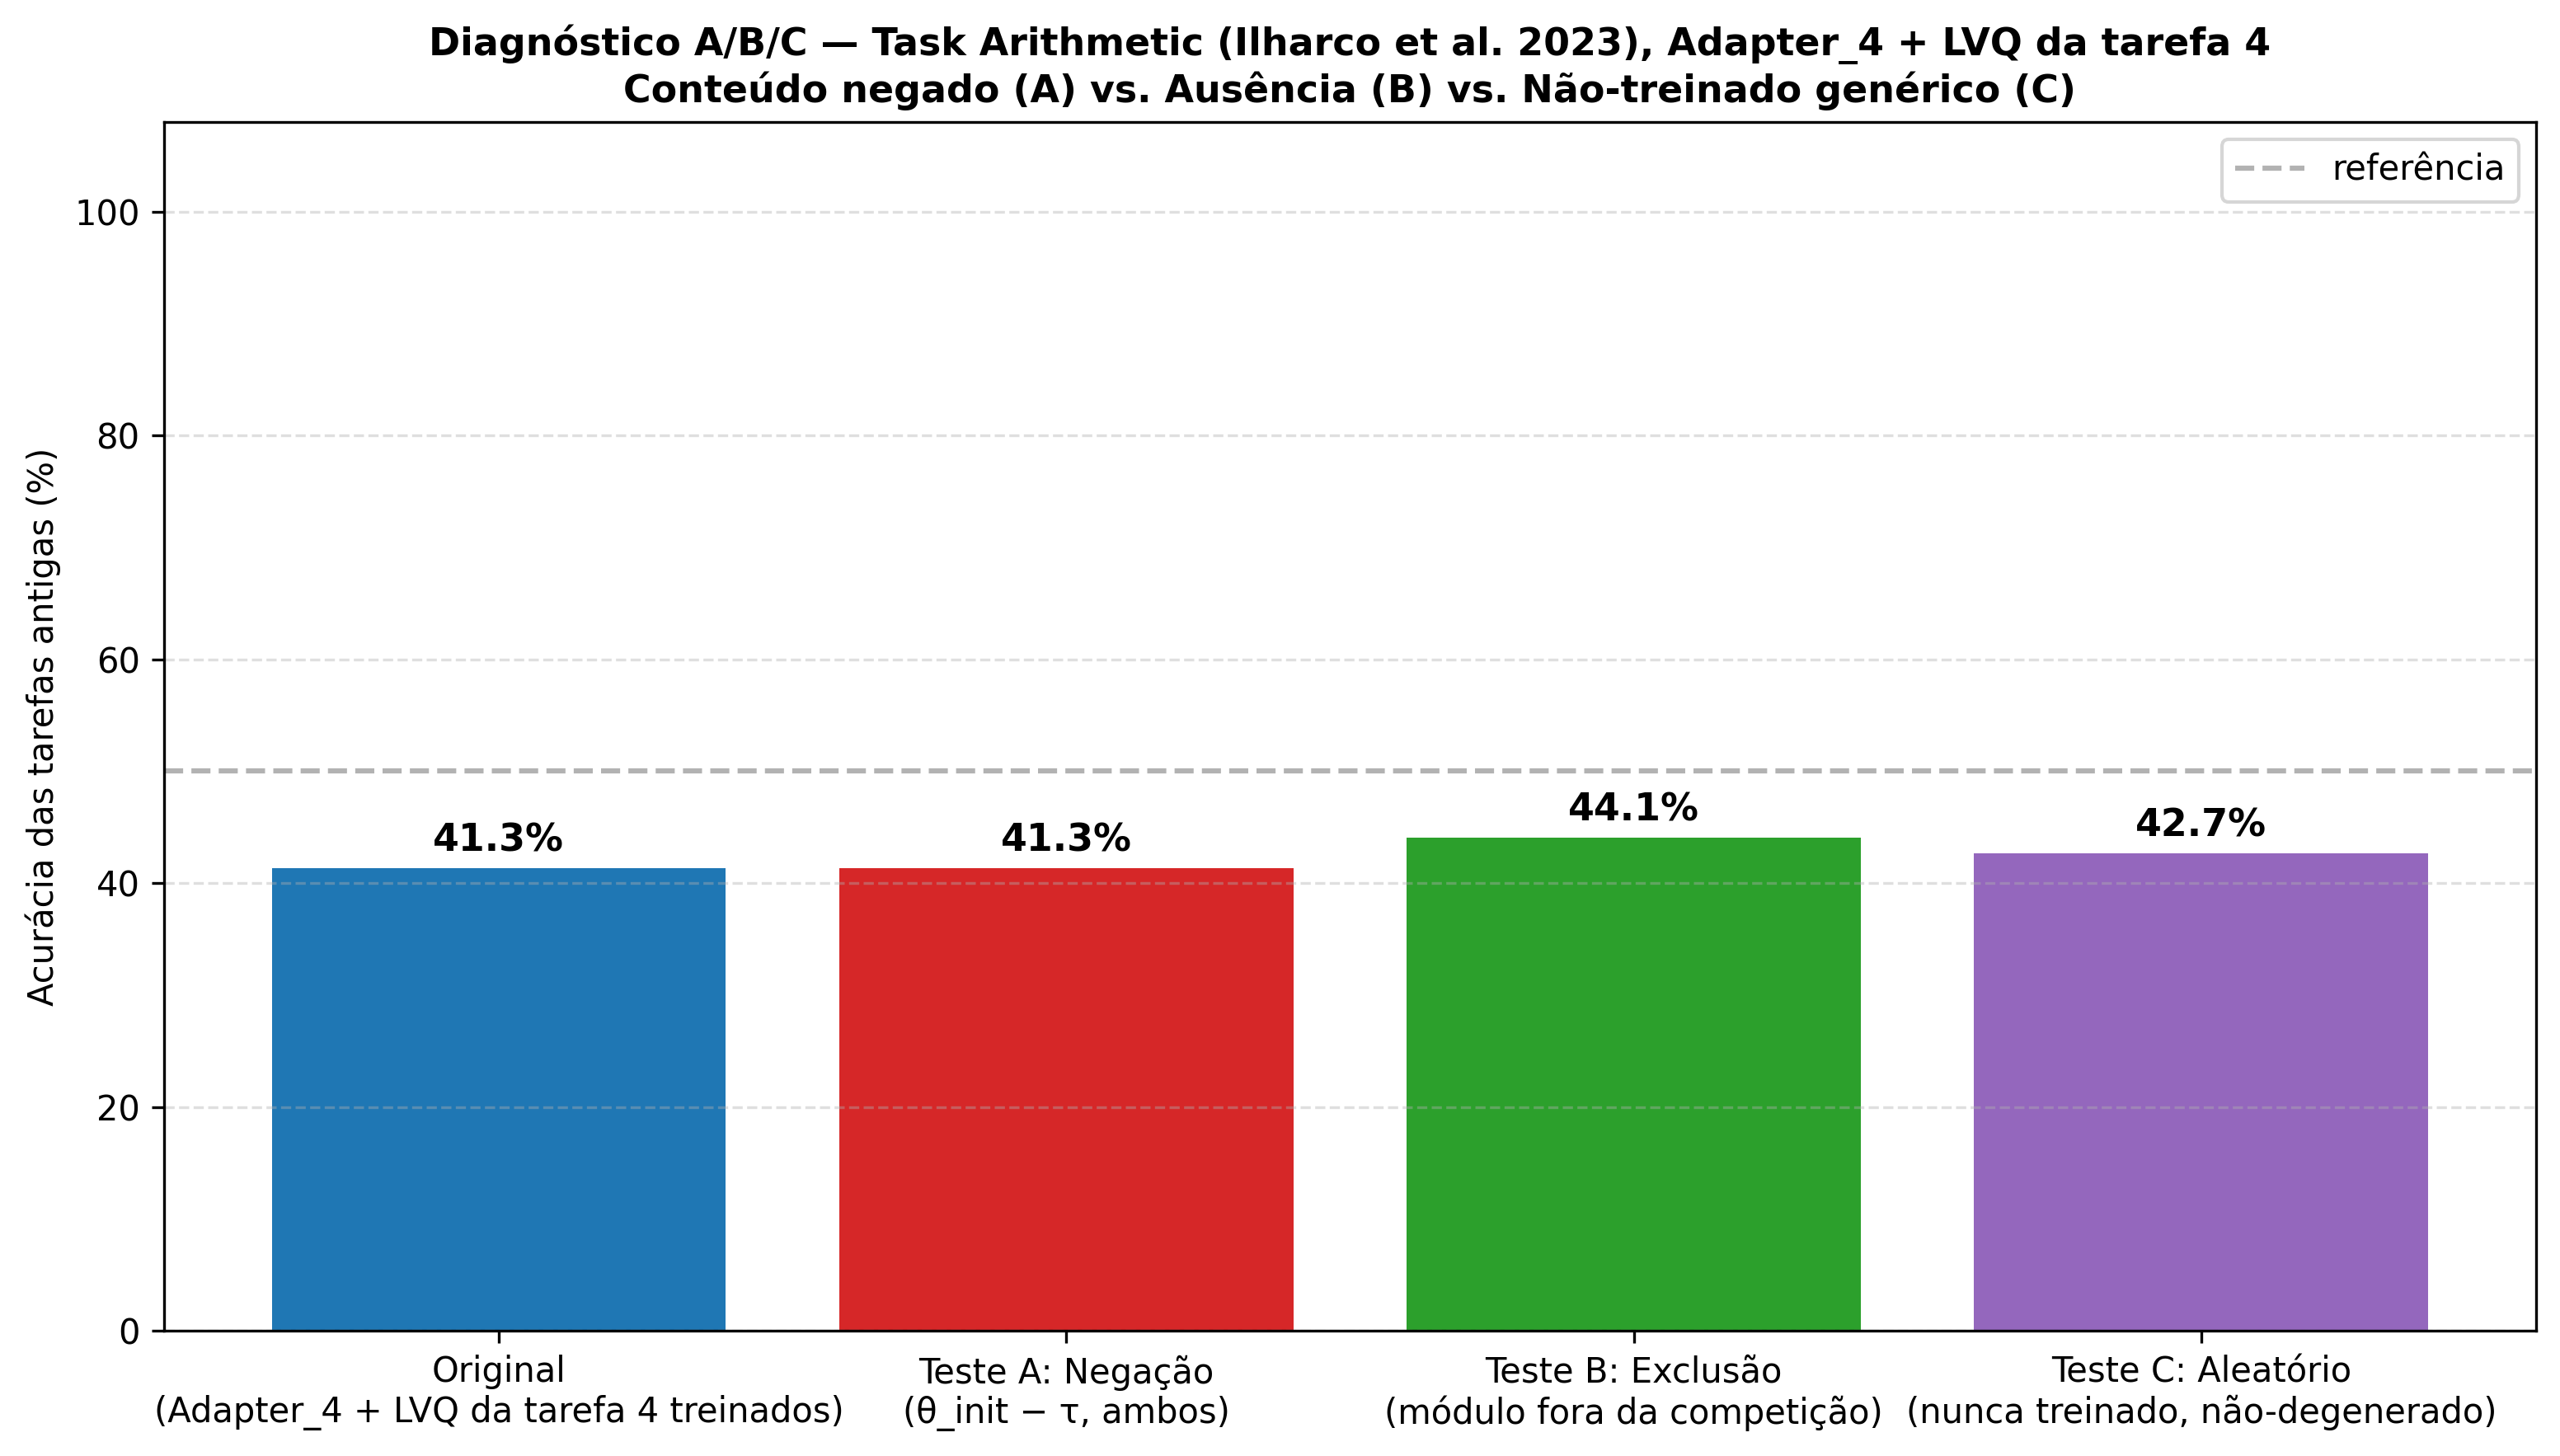 Diagnóstico A/B/C — Task Arithmetic (Ilharco et al. 2023), Adapter_4 + LVQ da tarefa 4
Conteúdo negado (A) vs. Ausência (B) vs. Não-treinado genérico (C)
referência
Acurácia das tarefas antigas (%)
100
80
60
40
20
0
41.3%
41.3%
44.1%
42.7%
Original
(Adapter_4 + LVQ da tarefa 4 treinados)
Teste A: Negação
(θ_init − τ, ambos)
Teste B: Exclusão
(módulo fora da competição)
Teste C: Aleatório
(nunca treinado, não-degenerado)